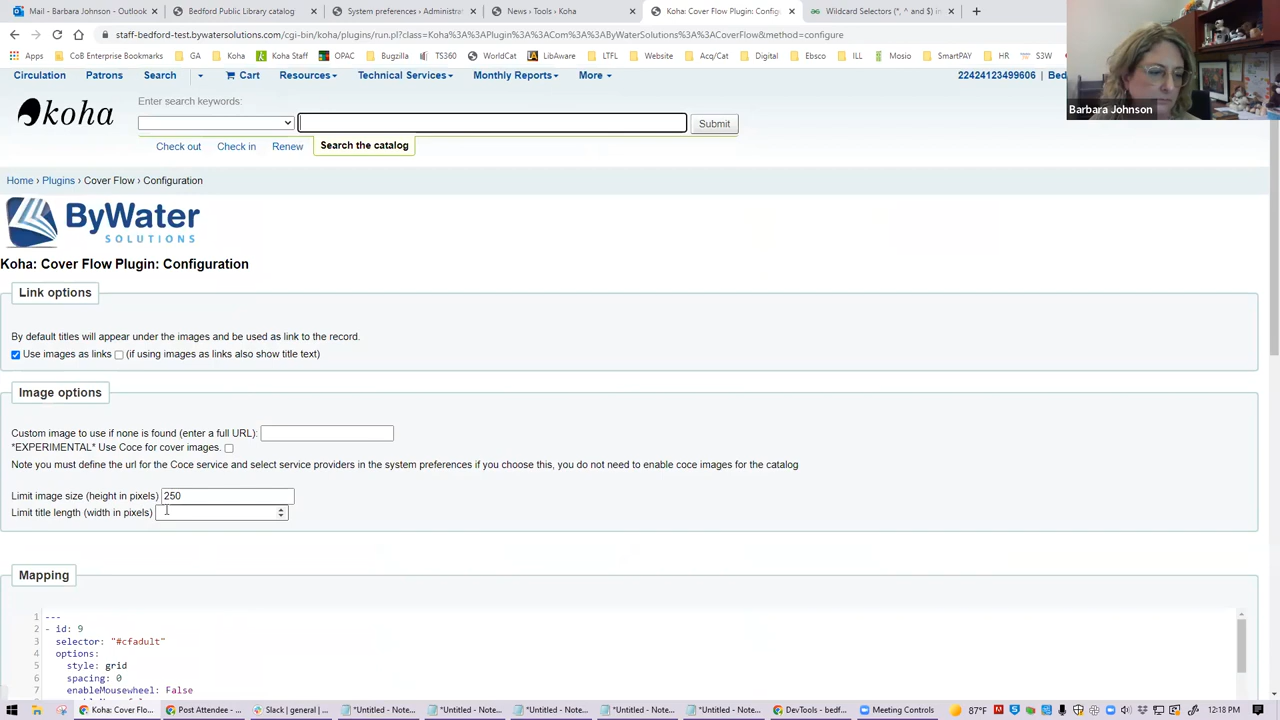 Mail - Barbara Johnson - Outlook
Bedford Public Library catalog
System preferences › Administrat
News › Tools › Koha
Koha: Cover Flow Plugin: Config
Wildcard Selectors (*, ^ and $) in
staff-bedford-test.bywatersolutions.com/cgi-bin/koha/plugins/run.pl?class=Koha%3A%3APlugin%3A%3ACom%3A%3AByWaterSolutions%3A%3ACoverFlow&method=configure
Apps CoB Enterprise Bookmarks GA Koha Koha Staff OPAC Bugzilla TS360 WorldCat LibAware LTFL Website Acq/Cat Digital Ebsco ILL Mosio SmartPAY HR S3W
Circulation Patrons Search Cart Resources Technical Services Monthly Reports More 22424123499606 | Bed
Barbara Johnson
koha
Enter search keywords:
Submit
Check out Check in Renew Search the catalog
Home › Plugins › Cover Flow › Configuration
ByWater
SOLUTIONS
Koha: Cover Flow Plugin: Configuration
Link options
By default titles will appear under the images and be used as link to the record.
Use images as links (if using images as links also show title text)
Image options
Custom image to use if none is found (enter a full URL):
*EXPERIMENTAL* Use Coce for cover images.
Note you must define the url for the Coce service and select service providers in the system preferences if you choose this, you do not need to enable coce images for the catalog
Limit image size (height in pixels) 250
Limit title length (width in pixels)
Mapping
1 ---
2 - id: 9
3 selector: "#cfadult"
4 options:
5 style: grid
6 spacing: 0
7 enableMousewheel: False
Koha: Cover Flo... Post Attendee - ... Slack | general | ... *Untitled - Note... *Untitled - Note... *Untitled - Note... *Untitled - Note... *Untitled - Note... DevTools - bedf... Meeting Controls 87°F 12:18 PM